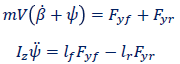 mV(β̇ + ψ̇) = F_yf + F_yr
I_z ψ̈ = l_f F_yf − l_r F_yr